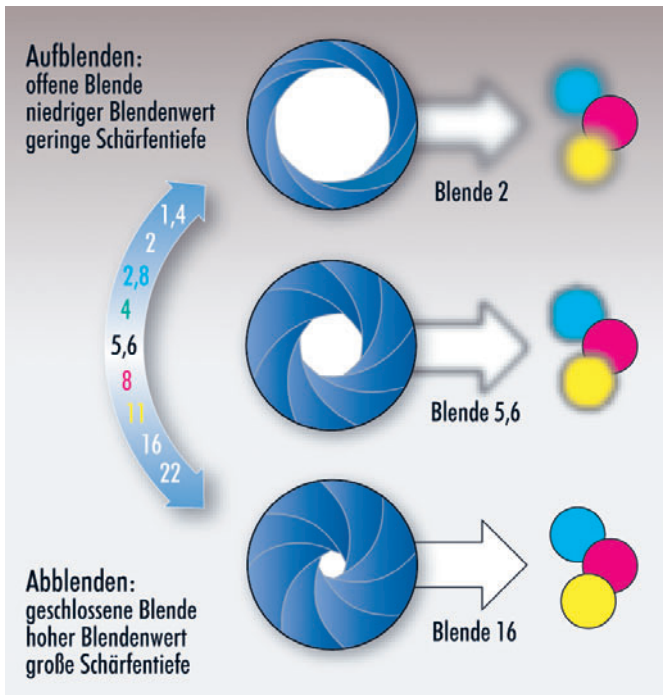 Aufblenden:
offene Blende
niedriger Blendenwert
geringe Schärfentiefe
Blende 2
1,4
2
2,8
4
5,6
8
11
16
22
Blende 5,6
Abblenden:
geschlossene Blende
hoher Blendenwert
große Schärfentiefe
Blende 16